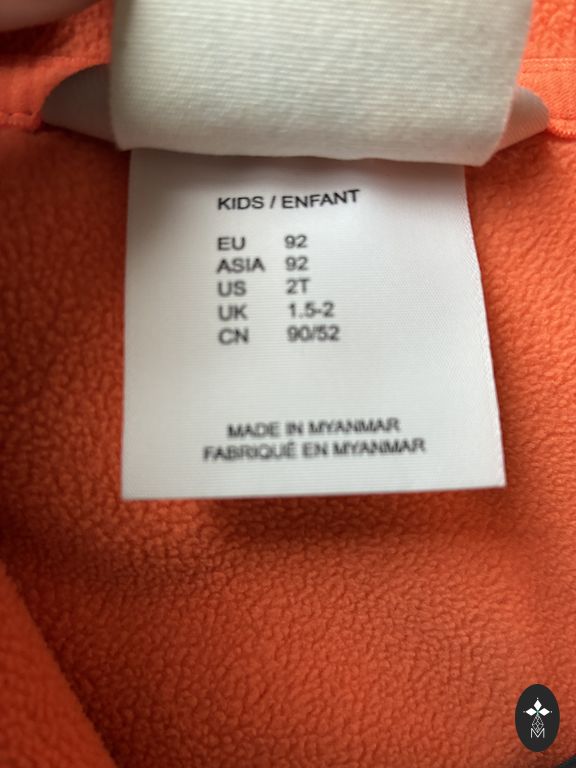 KIDS / ENFANT
EU 92
ASIA 92
US 2T
UK 1.5-2
CN 90/52
MADE IN MYANMAR
FABRIQUÉ EN MYANMAR
M